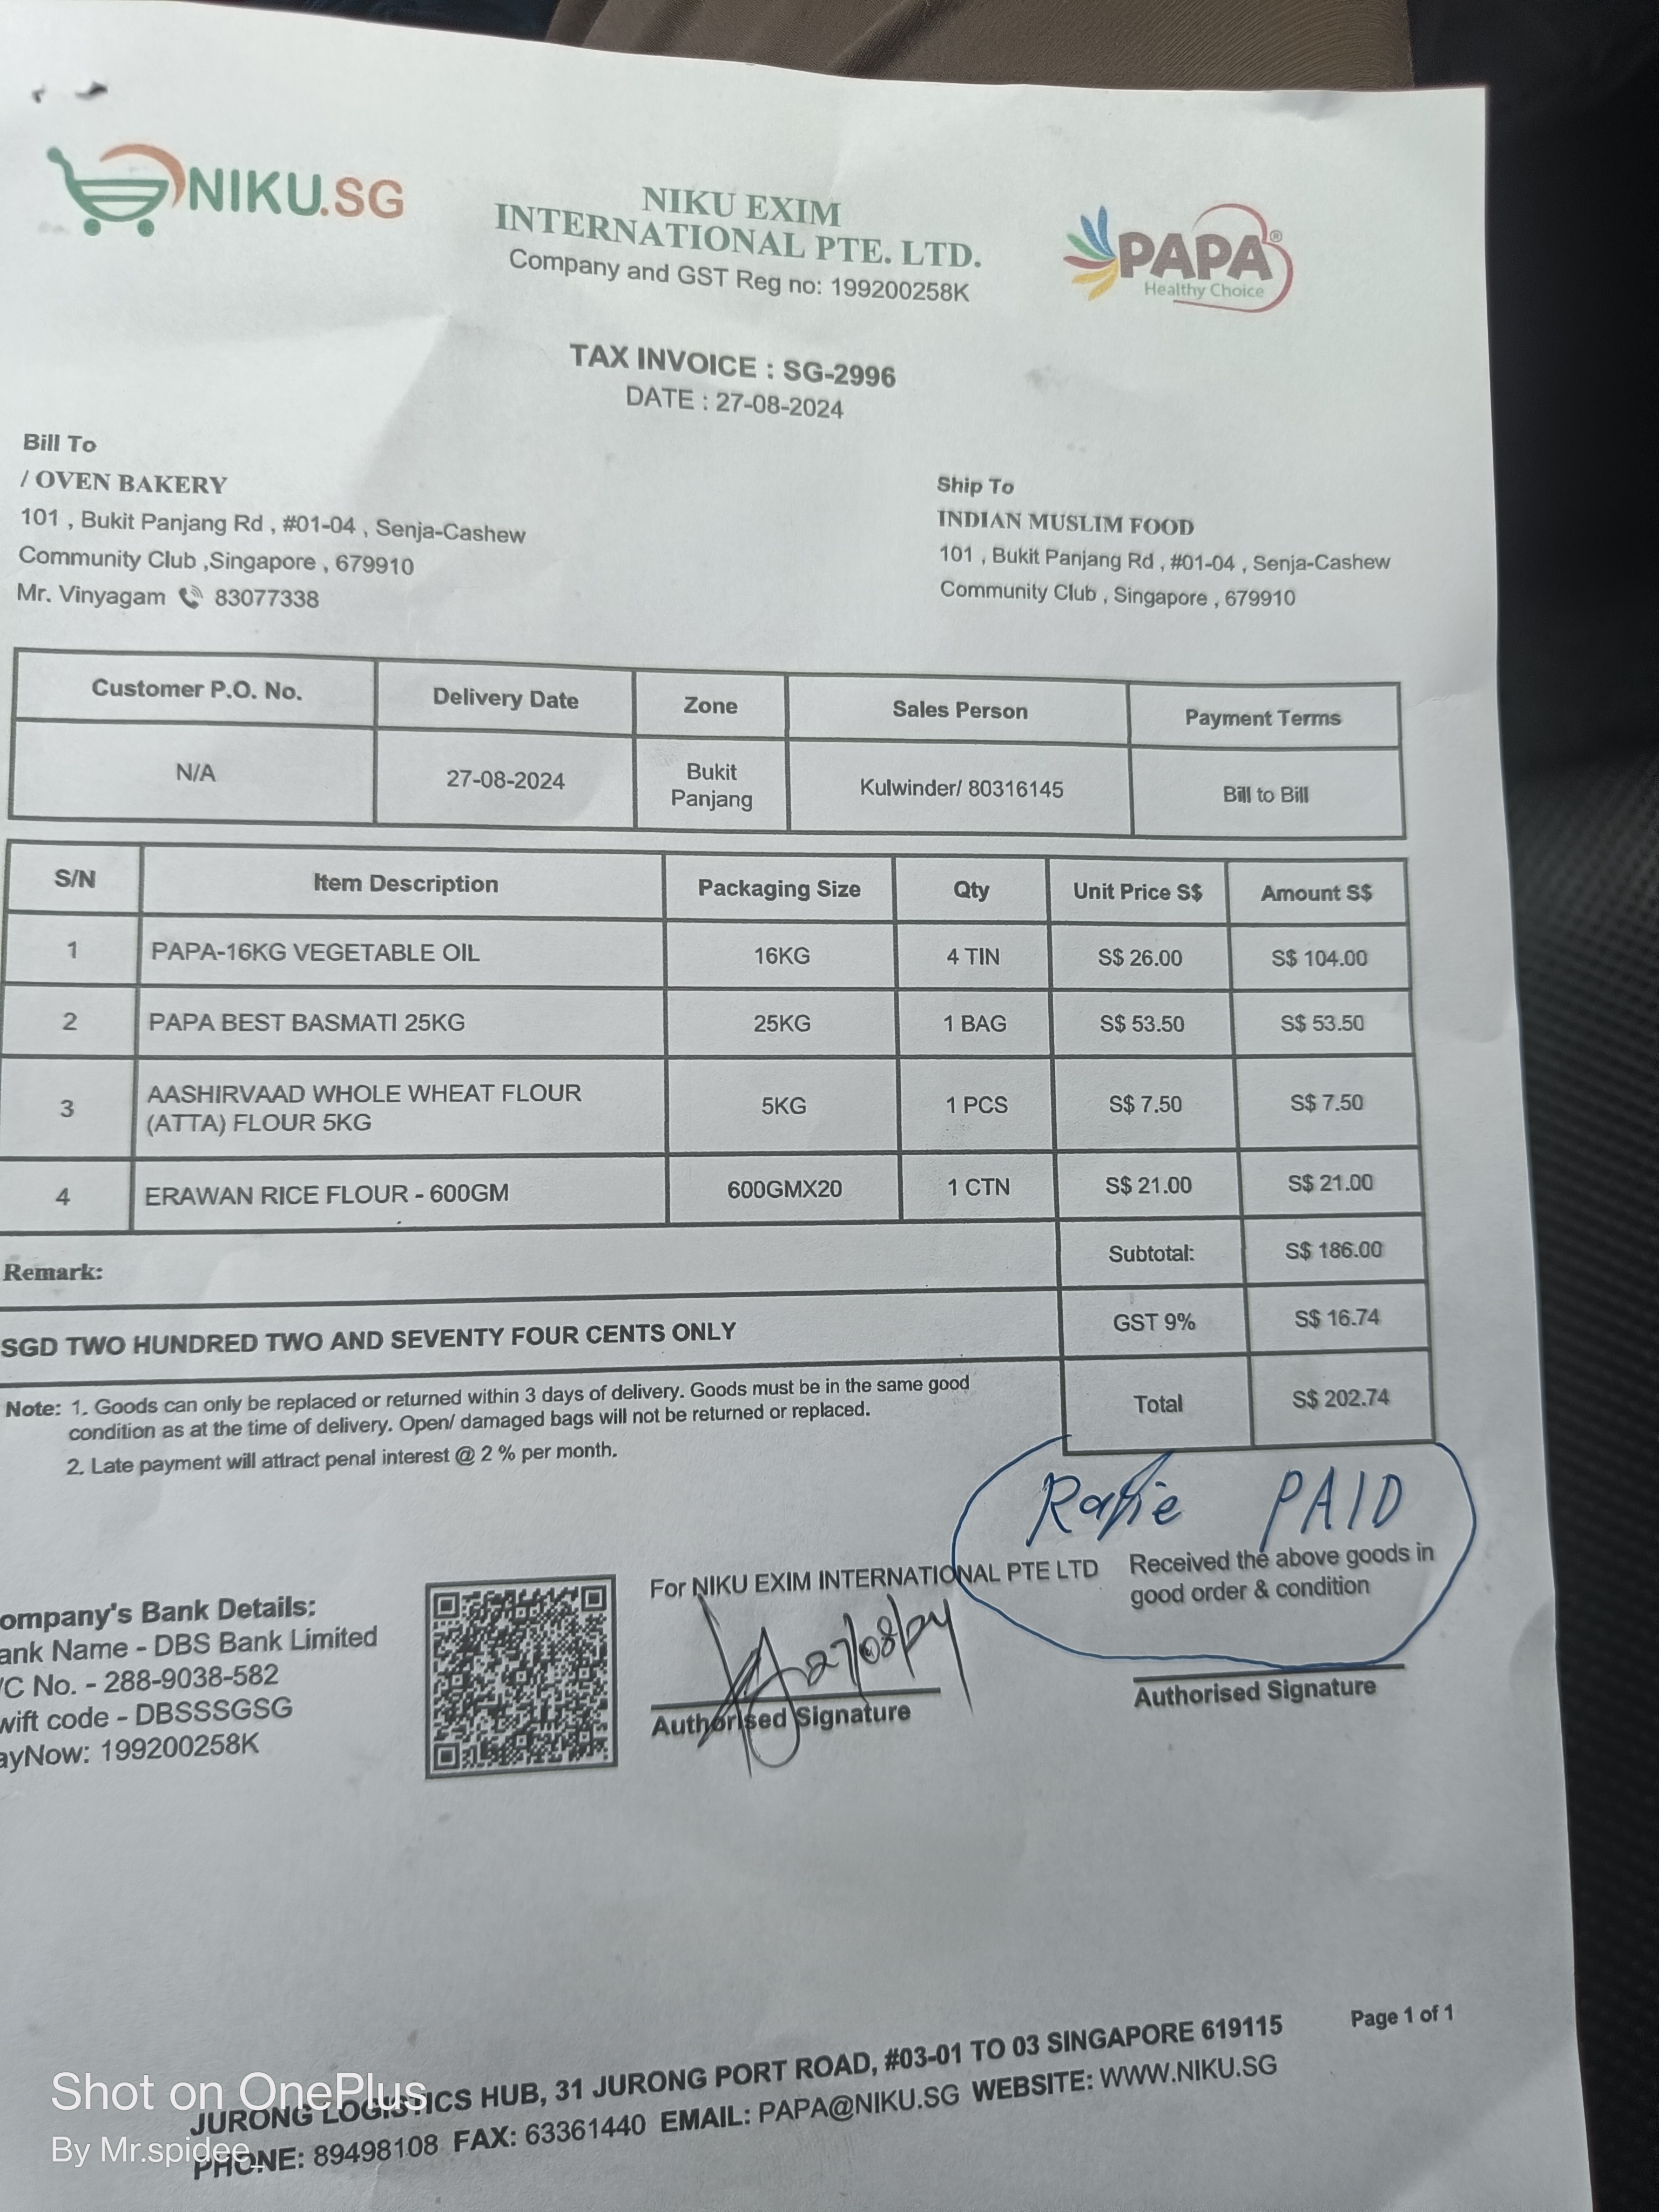 NIKU.SG
NIKU EXIM
INTERNATIONAL PTE. LTD.
Company and GST Reg no: 199200258K
PAPA®
Healthy Choice
TAX INVOICE : SG-2996
DATE : 27-08-2024
Bill To
/ OVEN BAKERY
101 , Bukit Panjang Rd , #01-04 , Senja-Cashew
Community Club ,Singapore , 679910
Mr. Vinyagam 83077338
Ship To
INDIAN MUSLIM FOOD
101 , Bukit Panjang Rd , #01-04 , Senja-Cashew
Community Club , Singapore , 679910
Customer P.O. No. Delivery Date Zone Sales Person Payment Terms
N/A 27-08-2024 Bukit Panjang Kulwinder/ 80316145 Bill to Bill
S/N Item Description Packaging Size Qty Unit Price S$ Amount S$
1 PAPA-16KG VEGETABLE OIL 16KG 4 TIN S$ 26.00 S$ 104.00
2 PAPA BEST BASMATI 25KG 25KG 1 BAG S$ 53.50 S$ 53.50
3 AASHIRVAAD WHOLE WHEAT FLOUR (ATTA) FLOUR 5KG 5KG 1 PCS S$ 7.50 S$ 7.50
4 ERAWAN RICE FLOUR - 600GM 600GMX20 1 CTN S$ 21.00 S$ 21.00
Subtotal: S$ 186.00
Remark:
GST 9% S$ 16.74
SGD TWO HUNDRED TWO AND SEVENTY FOUR CENTS ONLY
Total S$ 202.74
Note: 1. Goods can only be replaced or returned within 3 days of delivery. Goods must be in the same good
condition as at the time of delivery. Open/ damaged bags will not be returned or replaced.
2. Late payment will attract penal interest @ 2 % per month.
PAID
ompany's Bank Details:
ank Name - DBS Bank Limited
/C No. - 288-9038-582
wift code - DBSSSGSG
ayNow: 199200258K
For NIKU EXIM INTERNATIONAL PTE LTD
27/08/24
Authorised Signature
Received the above goods in
good order & condition
Authorised Signature
JURONG LOGISTICS HUB, 31 JURONG PORT ROAD, #03-01 TO 03 SINGAPORE 619115
PHONE: 89498108 FAX: 63361440 EMAIL: PAPA@NIKU.SG WEBSITE: WWW.NIKU.SG
Page 1 of 1
Shot on OnePlus
By Mr.spidee_